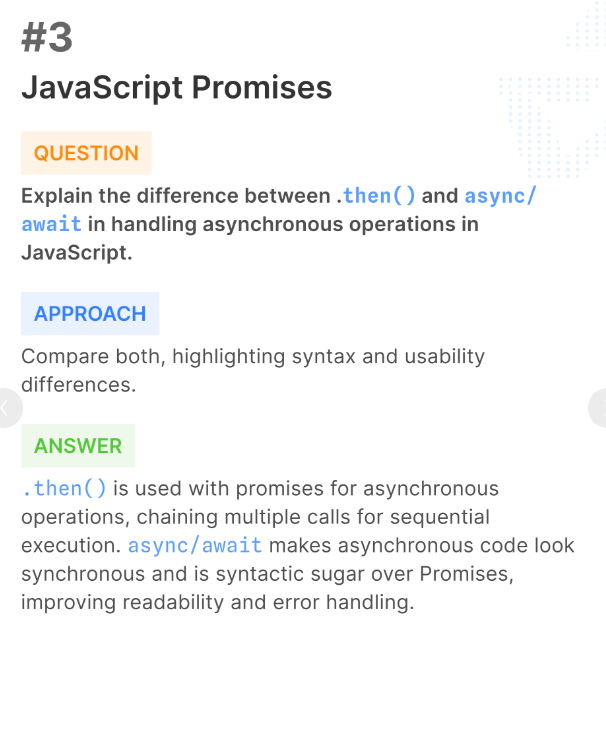 #3
JavaScript Promises
QUESTION
Explain the difference between .then() and async/
await in handling asynchronous operations in
JavaScript.
APPROACH
Compare both, highlighting syntax and usability
differences.
ANSWER
.then() is used with promises for asynchronous
operations, chaining multiple calls for sequential
execution. async/await makes asynchronous code look
synchronous and is syntactic sugar over Promises,
improving readability and error handling.